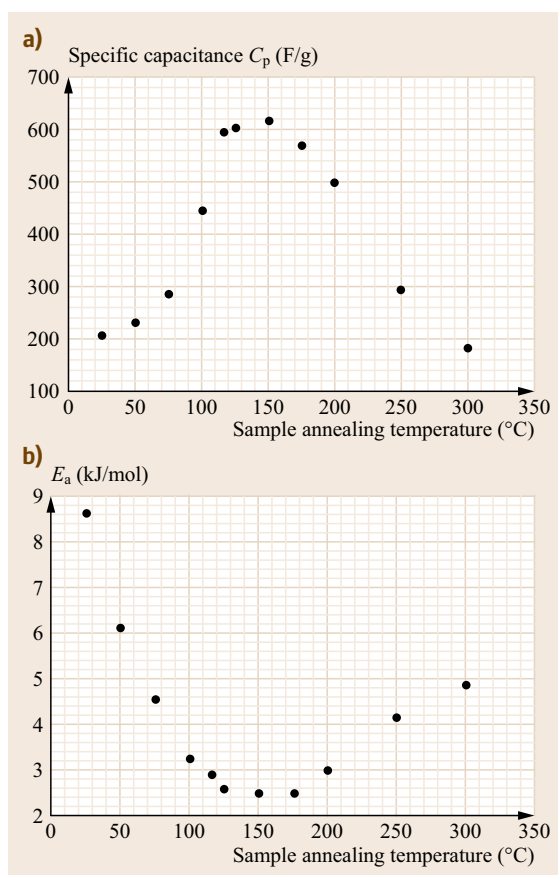 a)
Specific capacitance Cp (F/g)
700
600
500
400
300
200
100
0 50 100 150 200 250 300 350
Sample annealing temperature (°C)
b)
Ea (kJ/mol)
9
8
7
6
5
4
3
2
0 50 100 150 200 250 300 350
Sample annealing temperature (°C)